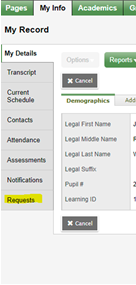 Pages My Info Academics G
My Record
My Details
Transcript
Current
Schedule
Contacts
Attendance
Assessments
Notifications
Requests
Options Reports
✖ Cancel
Demographics Add
Legal First Name J
Legal Middle Name R
Legal Last Name W
Legal Suffix
Pupil # 2
Learning ID 1
✖ Cancel